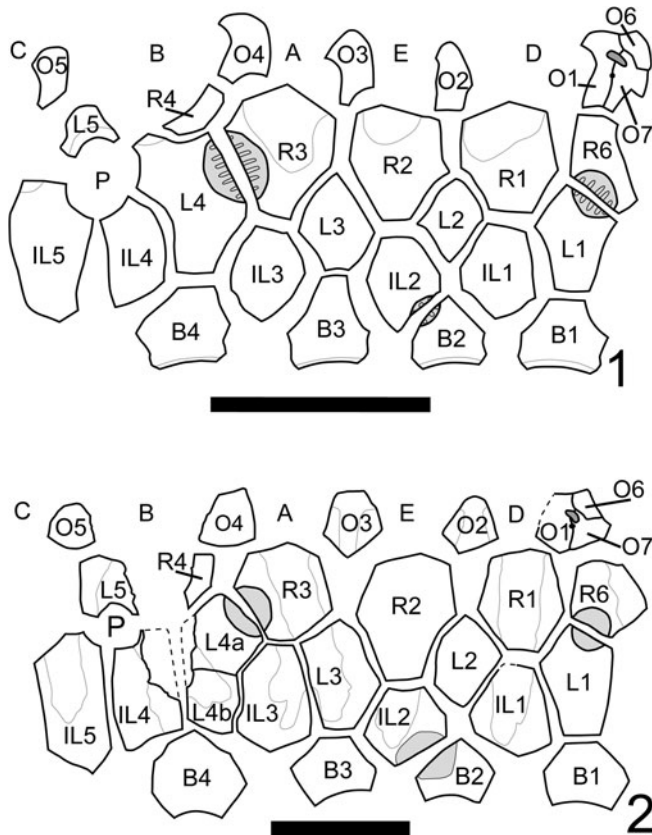 O6
C B O4 A O3 E D
O5 O2 O1
R4 O7
L5 R3 R6
R2 R1
P L4
L3 L2 L1
IL5 IL4 IL3 IL2 IL1
B4 B3 B2 B1
1
C B A E D O6
O5 O4 O3 O2 O1 O7
R4
L5 R3 R2 R1 R6
P L4a L3 L2 L1
IL5 IL4 L4b IL3 IL2 IL1
B4 B3 B2 B1
2